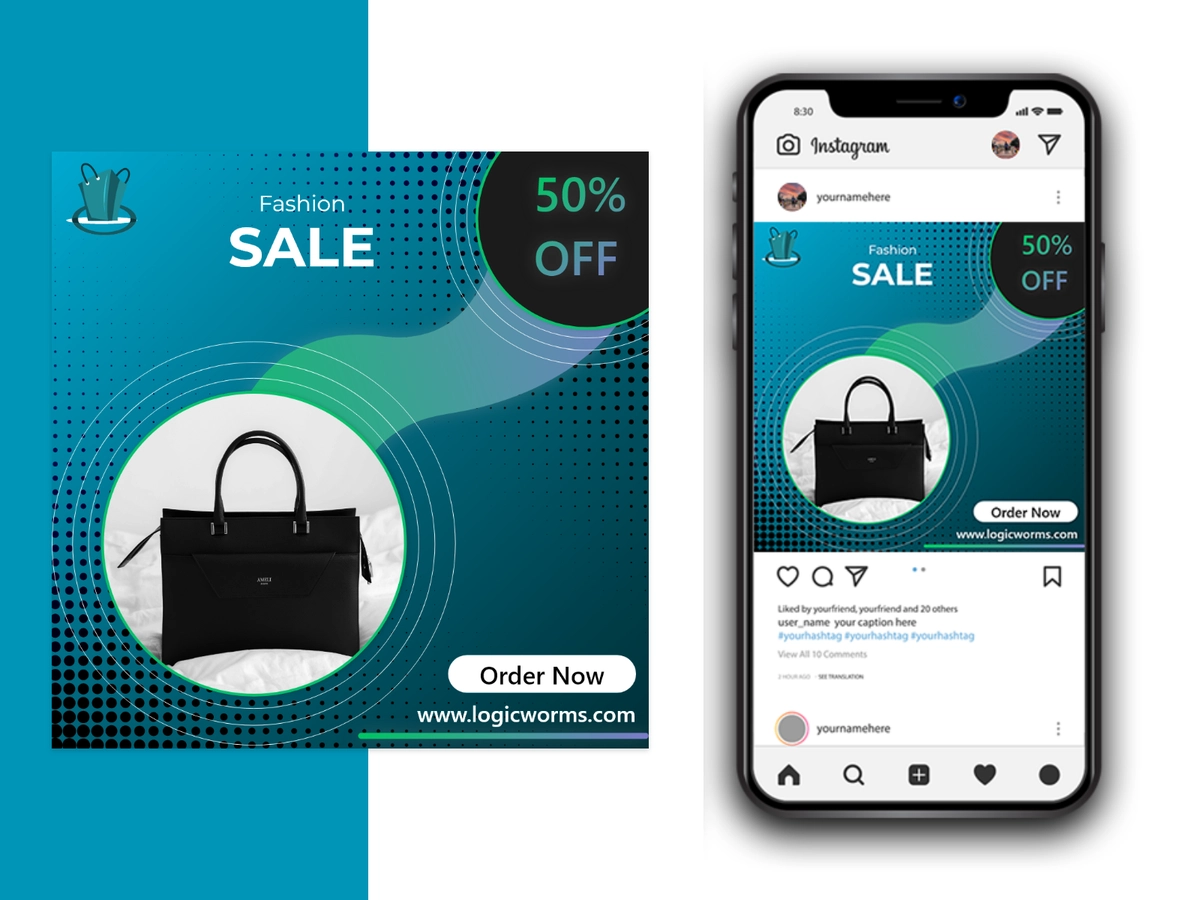 Fashion
SALE
50%
OFF
AMILI
Order Now
www.logicworms.com
8:30
Instagram
yournamehere
Fashion
SALE
50%
OFF
Order Now
www.logicworms.com
Liked by yourfriend, yourfriend and 20 others
user_name your caption here
#yourhashtag #yourhashtag #yourhashtag
View All 10 Comments
2 HOUR AGO · SEE TRANSLATION
yournamehere